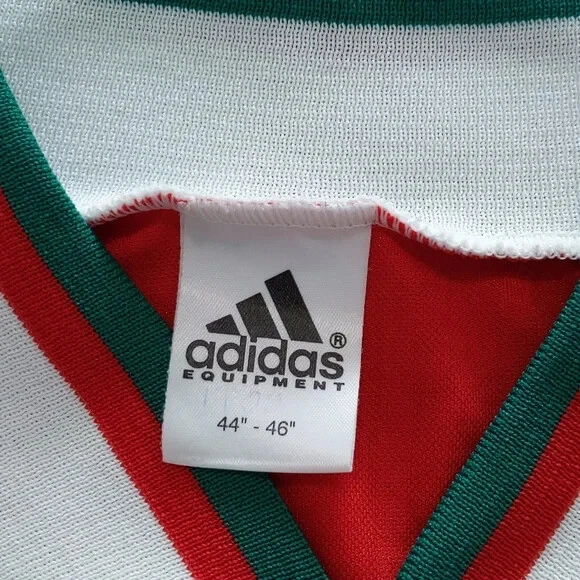 ®
adidas
EQUIPMENT
44" - 46"